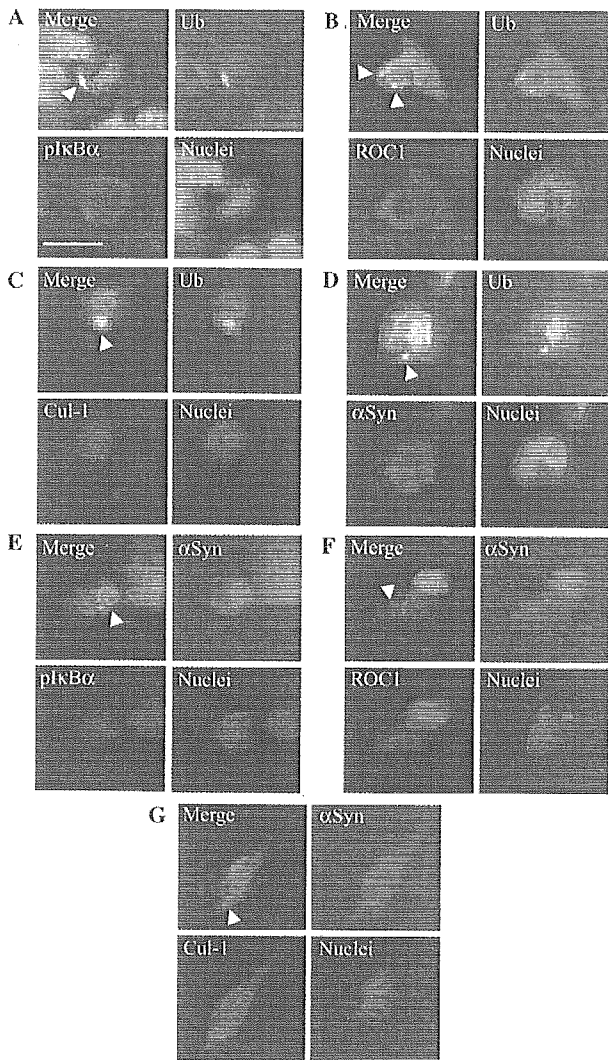 A
Merge
Ub
pIκBα
Nuclei
B
Merge
Ub
ROC1
Nuclei
C
Merge
Ub
Cul-1
Nuclei
D
Merge
Ub
αSyn
Nuclei
E
Merge
αSyn
pIκBα
Nuclei
F
Merge
αSyn
ROC1
Nuclei
G
Merge
αSyn
Cul-1
Nuclei